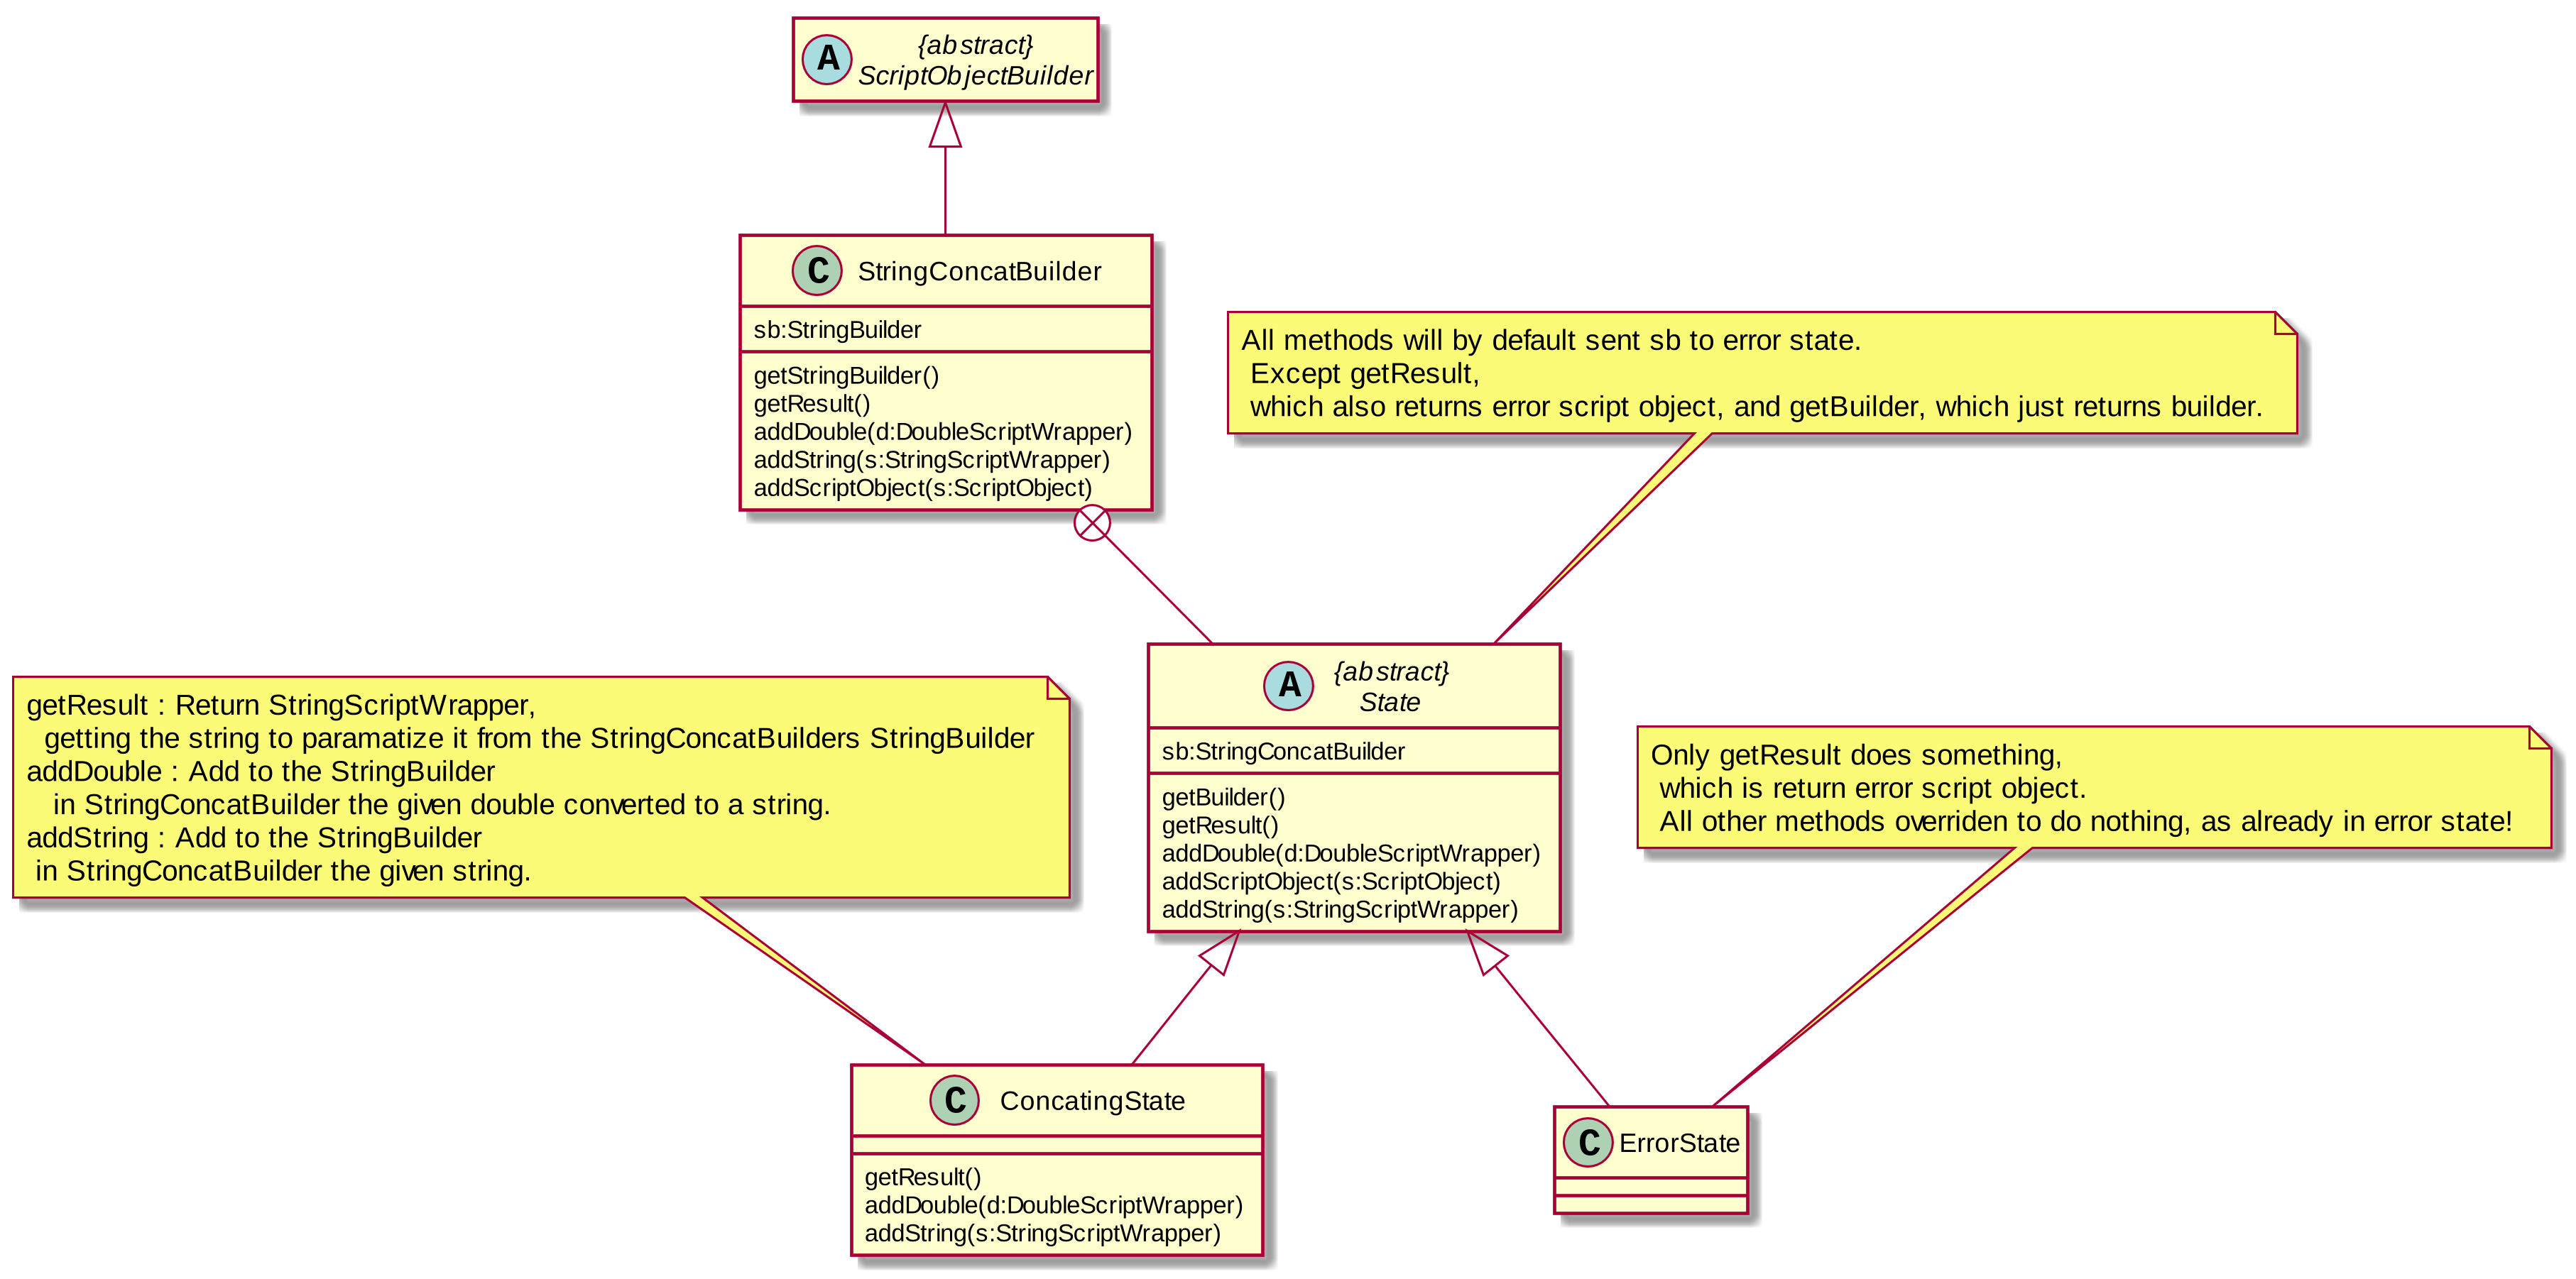 A
{abstract}
ScriptObjectBuilder
C
StringConcatBuilder
sb:StringBuilder
getStringBuilder()
getResult()
addDouble(d:DoubleScriptWrapper)
addString(s:StringScriptWrapper)
addScriptObject(s:ScriptObject)
All methods will by default sent sb to error state.
Except getResult,
which also returns error script object, and getBuilder, which just returns builder.
getResult : Return StringScriptWrapper,
getting the string to paramatize it from the StringConcatBuilders StringBuilder
addDouble : Add to the StringBuilder
in StringConcatBuilder the given double converted to a string.
addString : Add to the StringBuilder
in StringConcatBuilder the given string.
A
{abstract}
State
sb:StringConcatBuilder
getBuilder()
getResult()
addDouble(d:DoubleScriptWrapper)
addScriptObject(s:ScriptObject)
addString(s:StringScriptWrapper)
Only getResult does something,
which is return error script object.
All other methods overriden to do nothing, as already in error state!
C
ConcatingState
getResult()
addDouble(d:DoubleScriptWrapper)
addString(s:StringScriptWrapper)
C
ErrorState